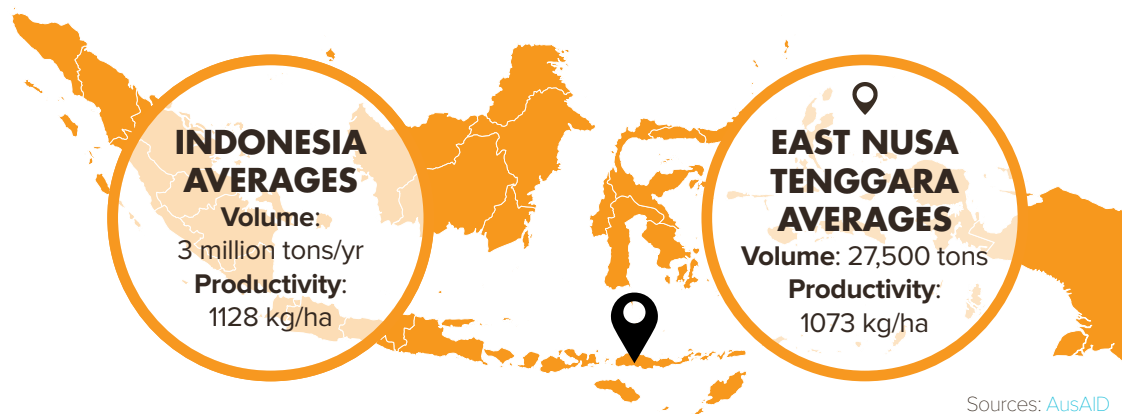 INDONESIA
AVERAGES
Volume:
3 million tons/yr
Productivity:
1128 kg/ha
EAST NUSA
TENGGARA
AVERAGES
Volume: 27,500 tons
Productivity:
1073 kg/ha
Sources: AusAID